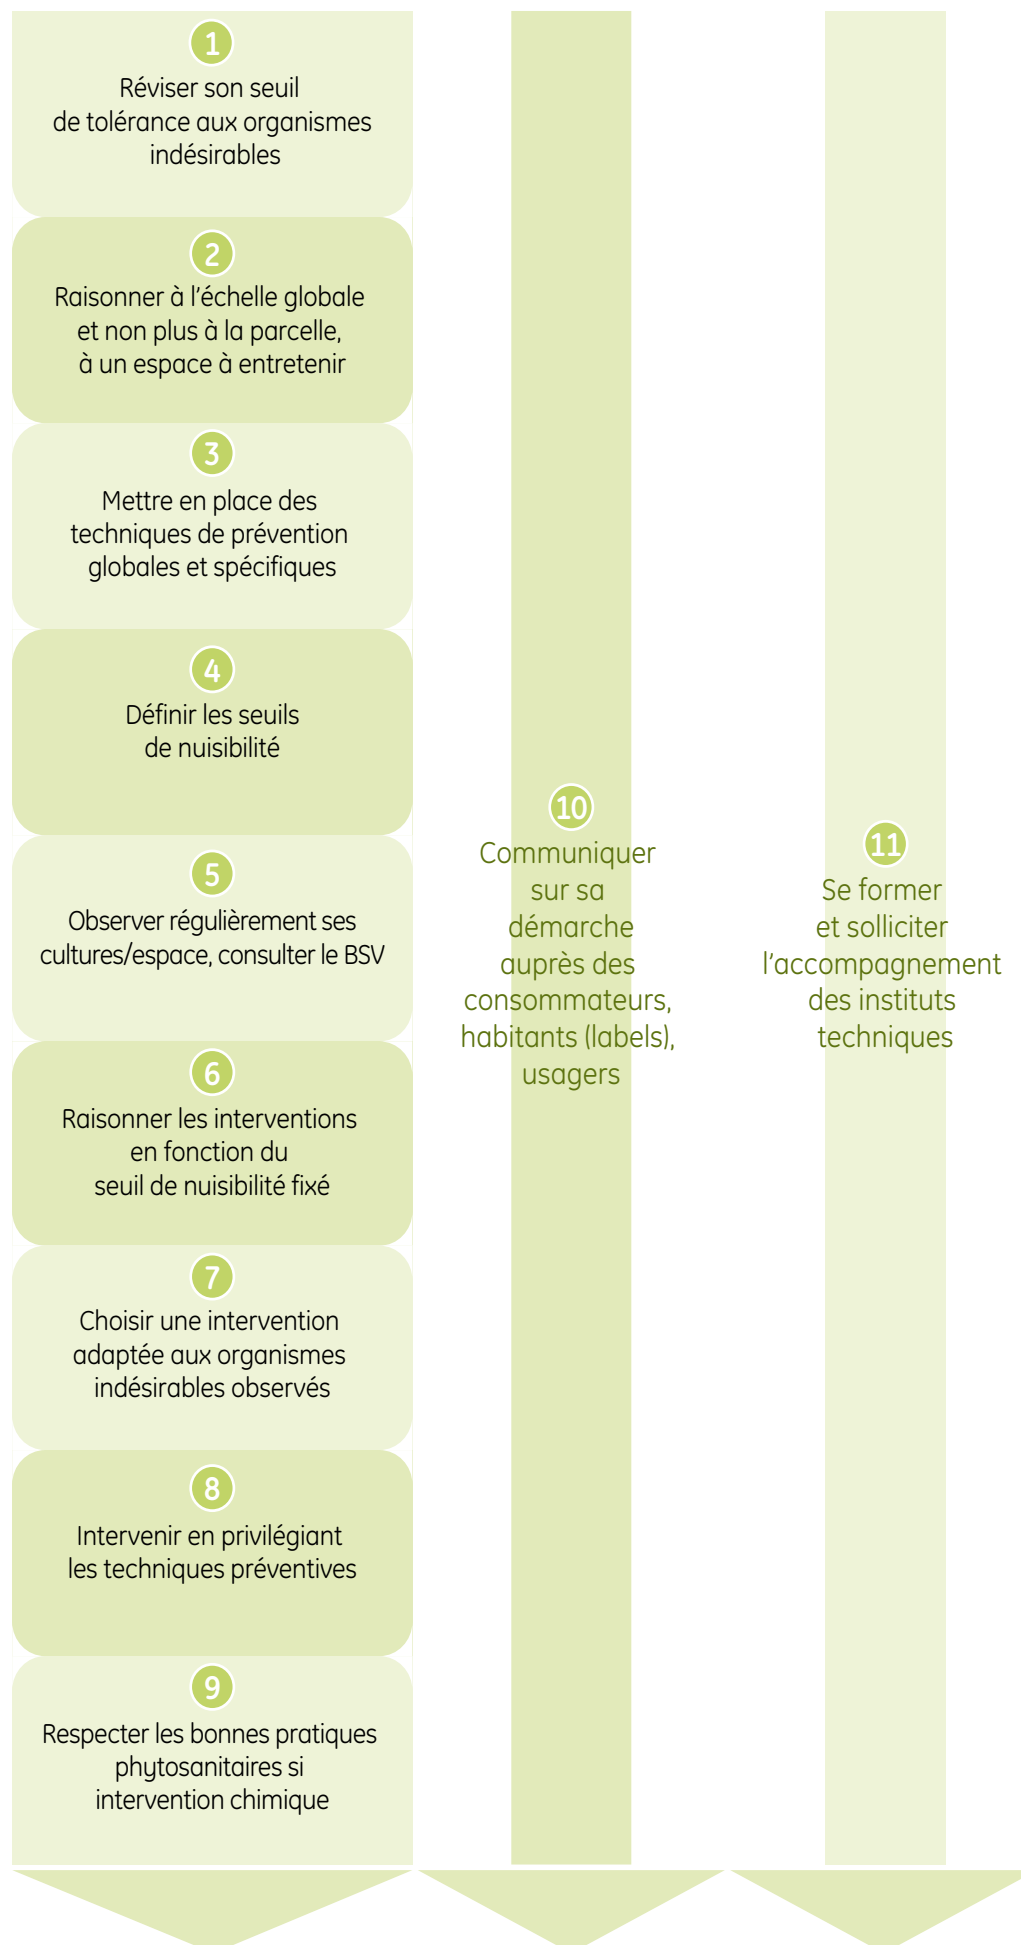 1
Réviser son seuil
de tolérance aux organismes
indésirables
2
Raisonner à l'échelle globale
et non plus à la parcelle,
à un espace à entretenir
3
Mettre en place des
techniques de prévention
globales et spécifiques
4
Définir les seuils
de nuisibilité
5
Observer régulièrement ses
cultures/espace, consulter le BSV
6
Raisonner les interventions
en fonction du
seuil de nuisibilité fixé
7
Choisir une intervention
adaptée aux organismes
indésirables observés
8
Intervenir en privilégiant
les techniques préventives
9
Respecter les bonnes pratiques
phytosanitaires si
intervention chimique
10
Communiquer
sur sa
démarche
auprès des
consommateurs,
habitants (labels),
usagers
11
Se former
et solliciter
l'accompagnement
des instituts
techniques